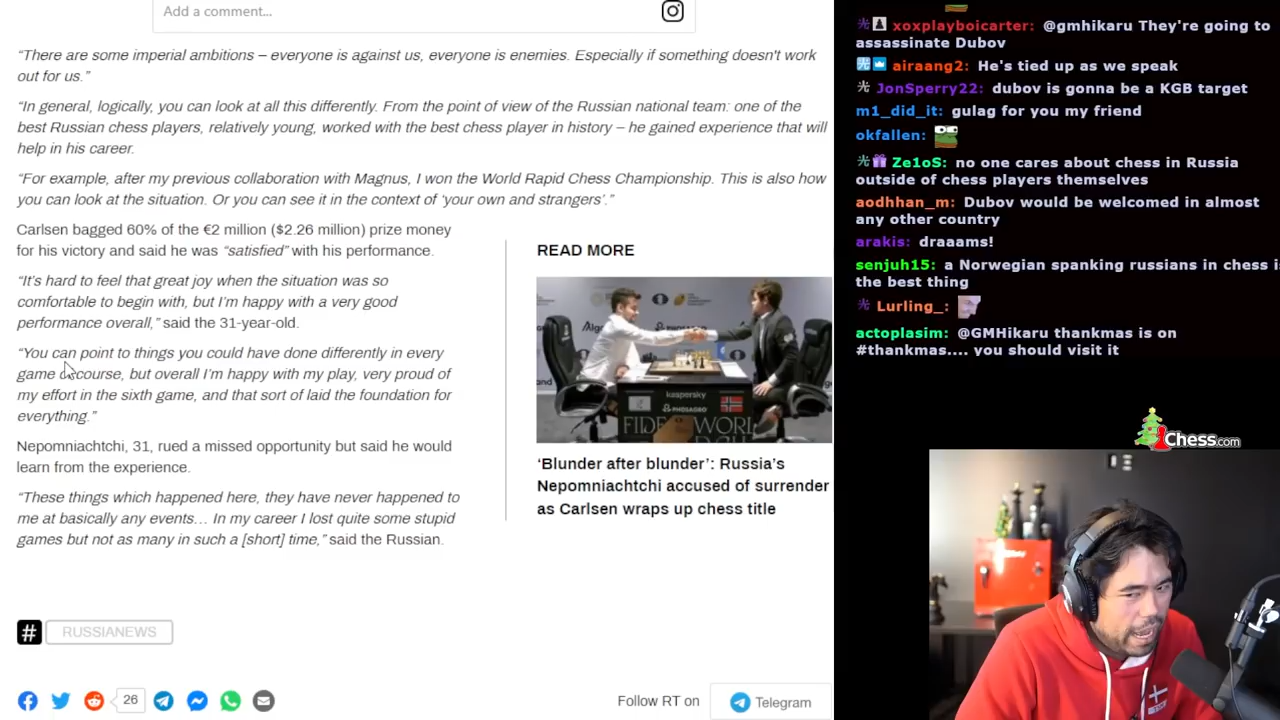 Add a comment...
“There are some imperial ambitions – everyone is against us, everyone is enemies. Especially if something doesn't work
out for us.”
“In general, logically, you can look at all this differently. From the point of view of the Russian national team: one of the
best Russian chess players, relatively young, worked with the best chess player in history – he gained experience that will
help in his career.
“For example, after my previous collaboration with Magnus, I won the World Rapid Chess Championship. This is also how
you can look at the situation. Or you can see it in the context of ‘your own and strangers’.”
Carlsen bagged 60% of the €2 million ($2.26 million) prize money
for his victory and said he was “satisfied” with his performance.
“It’s hard to feel that great joy when the situation was so
comfortable to begin with, but I’m happy with a very good
performance overall,” said the 31-year-old.
“You can point to things you could have done differently in every
game course, but overall I’m happy with my play, very proud of
my effort in the sixth game, and that sort of laid the foundation for
everything.”
Nepomniachtchi, 31, rued a missed opportunity but said he would
learn from the experience.
“These things which happened here, they have never happened to
me at basically any events… In my career I lost quite some stupid
games but not as many in such a [short] time,” said the Russian.
READ MORE
kaspersky
PHOSAGRO
FIDE WORLD
‘Blunder after blunder’: Russia’s
Nepomniachtchi accused of surrender
as Carlsen wraps up chess title
# RUSSIANEWS
26
Follow RT on
Telegram
xoxplayboicarter: @gmhikaru They're going to
assassinate Dubov
airaang2: He's tied up as we speak
JonSperry22: dubov is gonna be a KGB target
m1_did_it: gulag for you my friend
okfallen:
Ze1oS: no one cares about chess in Russia
outside of chess players themselves
aodhhan_m: Dubov would be welcomed in almost
any other country
arakis: draaams!
senjuh15: a Norwegian spanking russians in chess is
the best thing
Lurling_:
actoplasim: @GMHikaru thankmas is on
#thankmas.... you should visit it
Chess.com